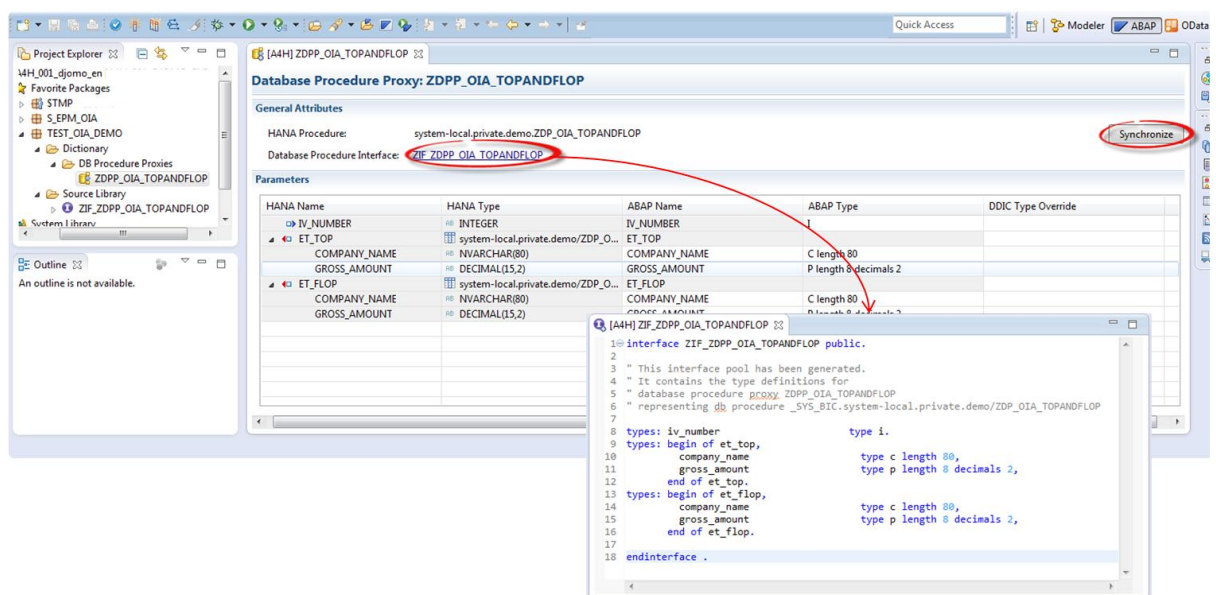 Quick Access
Modeler
ABAP
OData
Project Explorer
A4H_001_djomo_en
Favorite Packages
$TMP
S_EPM_OIA
TEST_OIA_DEMO
Dictionary
DB Procedure Proxies
ZDPP_OIA_TOPANDFLOP
Source Library
ZIF_ZDPP_OIA_TOPANDFLOP
System Library
Outline
An outline is not available.
[A4H] ZDPP_OIA_TOPANDFLOP
Database Procedure Proxy: ZDPP_OIA_TOPANDFLOP
General Attributes
HANA Procedure: system-local.private.demo.ZDP_OIA_TOPANDFLOP
Synchronize
Database Procedure Interface: ZIF_ZDPP_OIA_TOPANDFLOP
Parameters
HANA Name HANA Type ABAP Name ABAP Type DDIC Type Override
IV_NUMBER INTEGER IV_NUMBER I
ET_TOP system-local.private.demo/ZDP_O... ET_TOP
COMPANY_NAME NVARCHAR(80) COMPANY_NAME C length 80
GROSS_AMOUNT DECIMAL(15,2) GROSS_AMOUNT P length 8 decimals 2
ET_FLOP system-local.private.demo/ZDP_O... ET_FLOP
COMPANY_NAME NVARCHAR(80) COMPANY_NAME C length 80
GROSS_AMOUNT DECIMAL(15,2) GROSS_AMOUNT P length 8 decimals 2
[A4H] ZIF_ZDPP_OIA_TOPANDFLOP
1 interface ZIF_ZDPP_OIA_TOPANDFLOP public.
2
3 " This interface pool has been generated.
4 " It contains the type definitions for
5 " database procedure proxy ZDPP_OIA_TOPANDFLOP
6 " representing db procedure _SYS_BIC.system-local.private.demo/ZDP_OIA_TOPANDFLOP
7
8 types: iv_number type i.
9 types: begin of et_top,
10 company_name type c length 80,
11 gross_amount type p length 8 decimals 2,
12 end of et_top.
13 types: begin of et_flop,
14 company_name type c length 80,
15 gross_amount type p length 8 decimals 2,
16 end of et_flop.
17
18 endinterface .